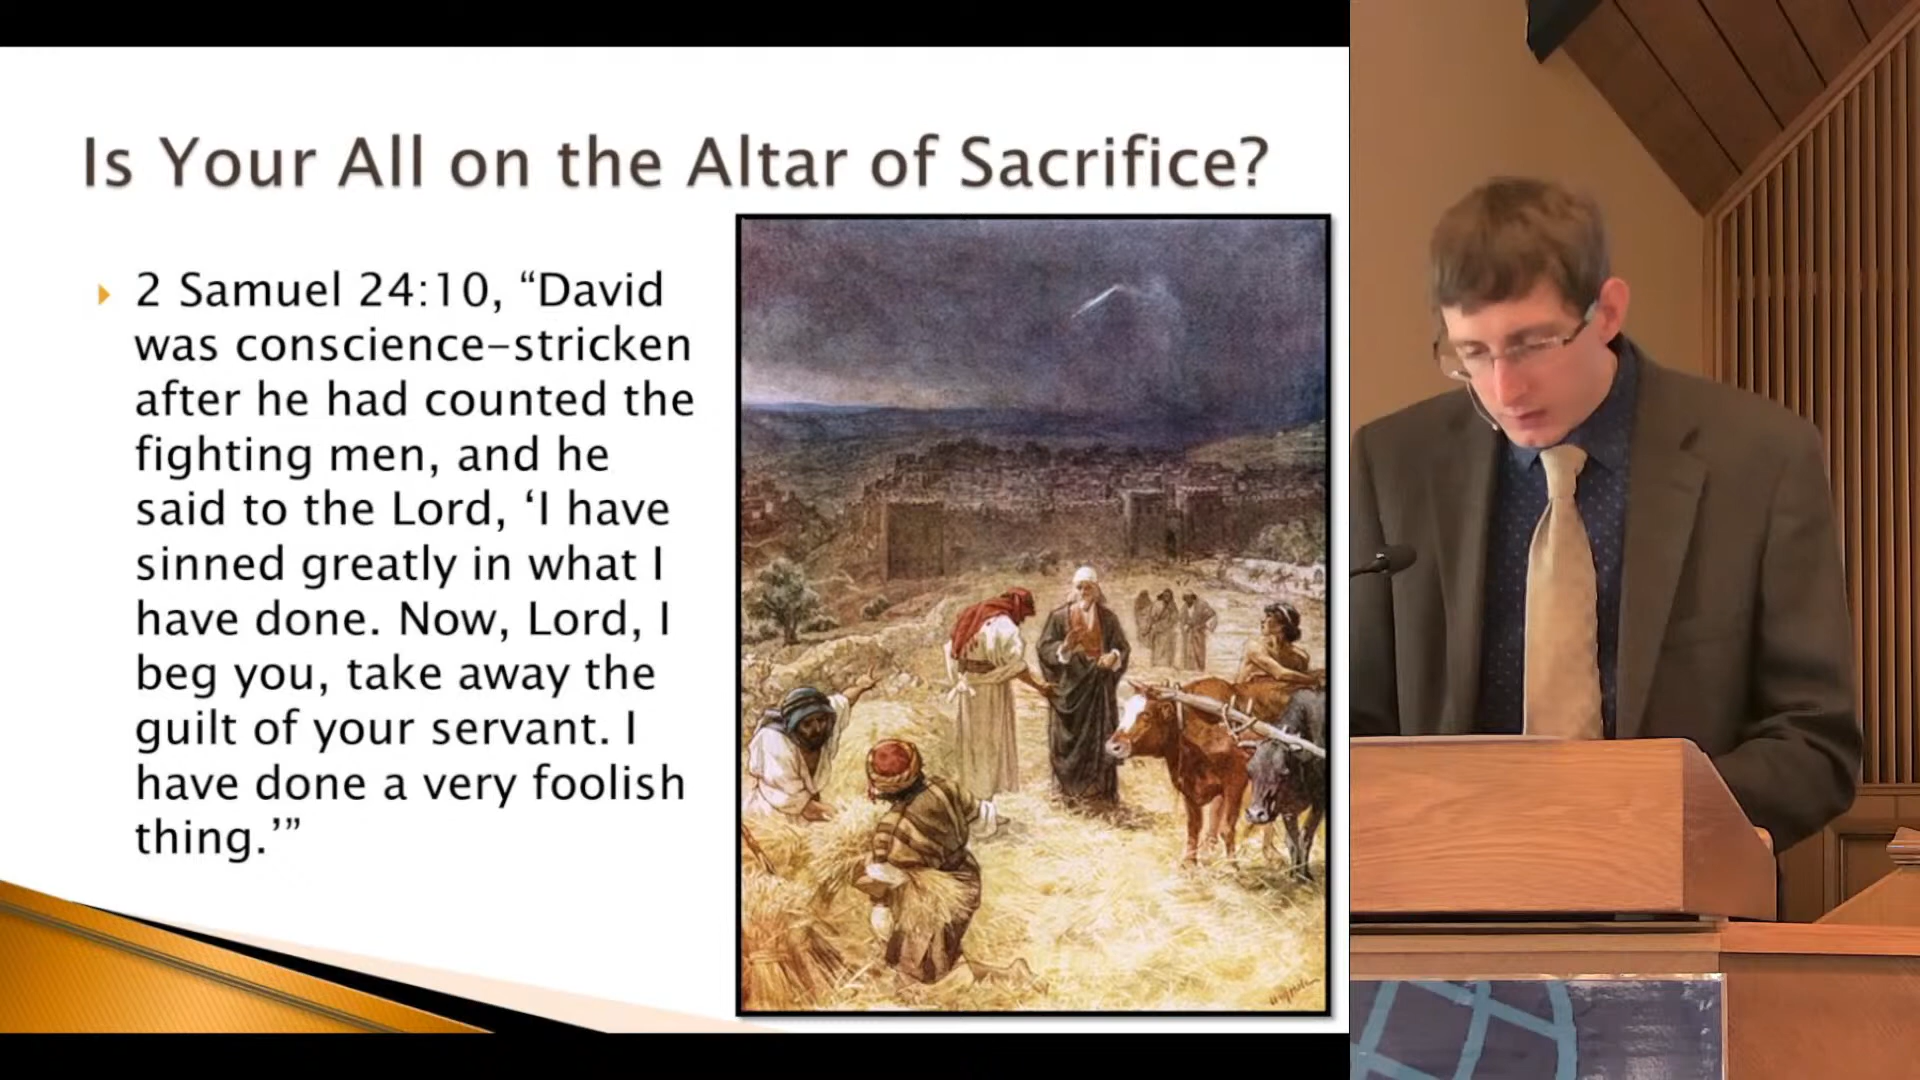 Is Your All on the Altar of Sacrifice?
2 Samuel 24:10, “David
was conscience-stricken
after he had counted the
fighting men, and he
said to the Lord, ‘I have
sinned greatly in what I
have done. Now, Lord, I
beg you, take away the
guilt of your servant. I
have done a very foolish
thing.’”